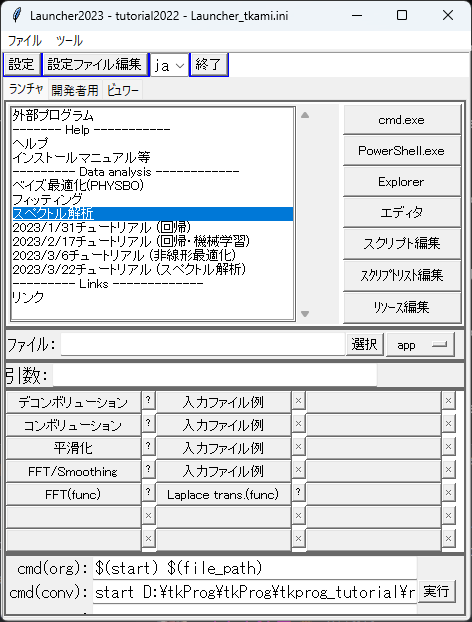 Launcher2023 - tutorial2022 - Launcher_tkami.ini
ファイル ツール
設定 設定ファイル編集 ja 終了
ランチャ 開発者用 ビュワー
外部プログラム
-------- Help ------------
ヘルプ
インストールマニュアル等
--------- Data analysis ------------
ベイズ最適化(PHYSBO)
フィッティング
スペクトル解析
2023/1/31チュートリアル (回帰)
2023/2/17チュートリアル (回帰・機械学習)
2023/3/6チュートリアル (非線形最適化)
2023/3/22チュートリアル (スペクトル解析)
--------- Links -------------
リンク
cmd.exe
PowerShell.exe
Explorer
エディタ
スクリプト編集
スクリプトリスト編集
リソース編集
ファイル: 選択 app
引数:
デコンボリューション ? 入力ファイル例 × ×
コンボリューション ? 入力ファイル例 × ×
平滑化 ? 入力ファイル例 × ×
FFT/Smoothing ? 入力ファイル例 × ×
FFT(func) ? Laplace trans.(func) ? ×
× × ×
× × ×
cmd(org): $(start) $(file_path)
cmd(conv): start D:¥tkProg¥tkProg¥tkprog_tutorial¥r 実行